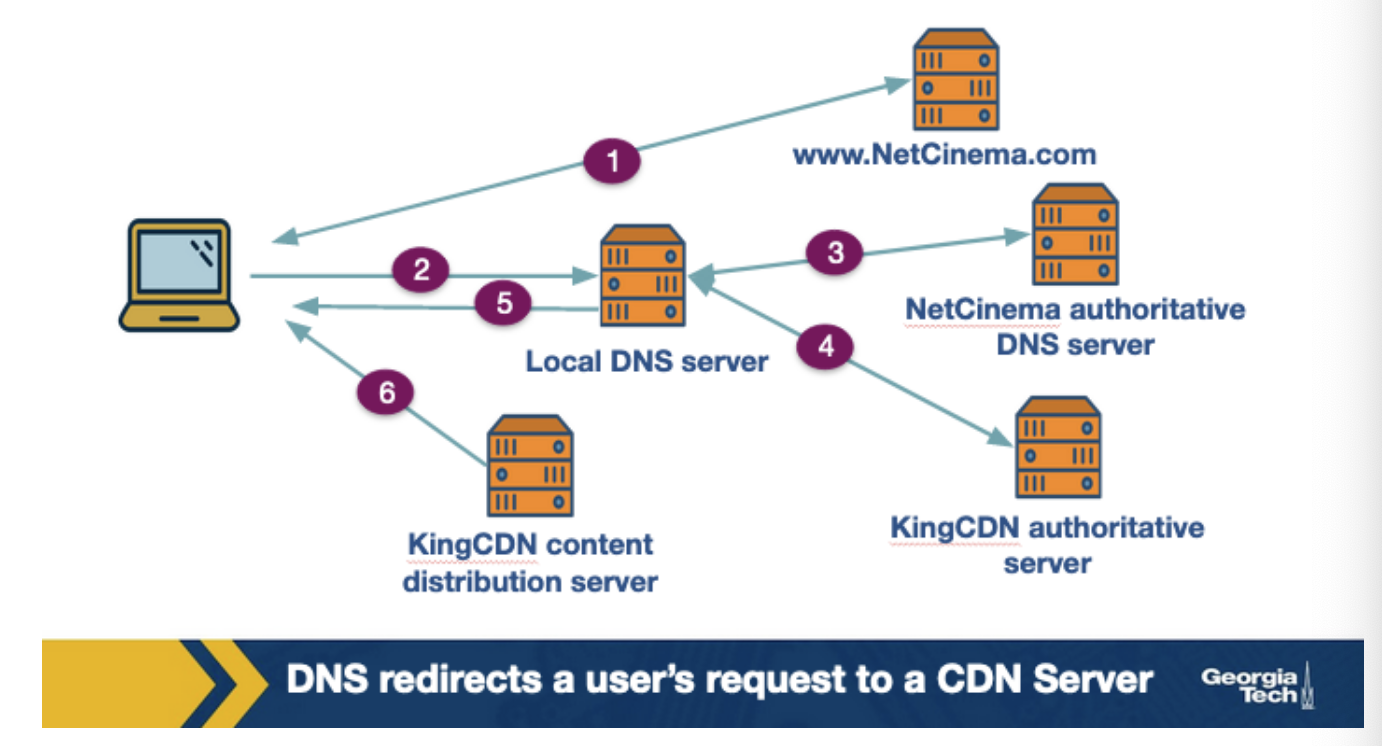 www.NetCinema.com
1
2
3
NetCinema authoritative
DNS server
5
Local DNS server
4
6
KingCDN content
distribution server
KingCDN authoritative
server
DNS redirects a user's request to a CDN Server
Georgia
Tech